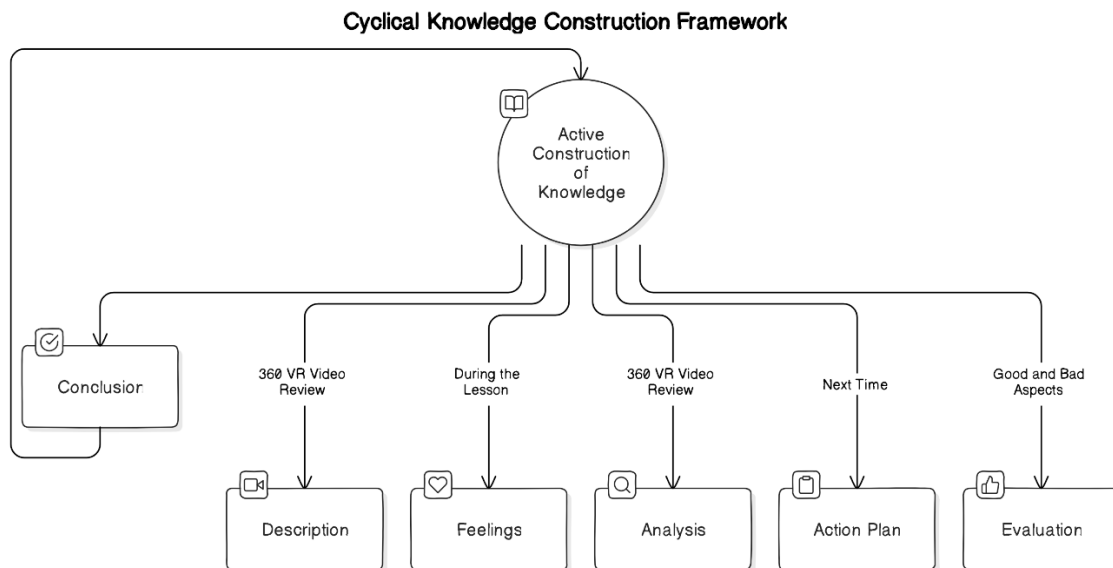 Cyclical Knowledge Construction Framework
Active
Construction
of
Knowledge
Conclusion
360 VR Video
Review
During the
Lesson
360 VR Video
Review
Next Time
Good and Bad
Aspects
Description
Feelings
Analysis
Action Plan
Evaluation